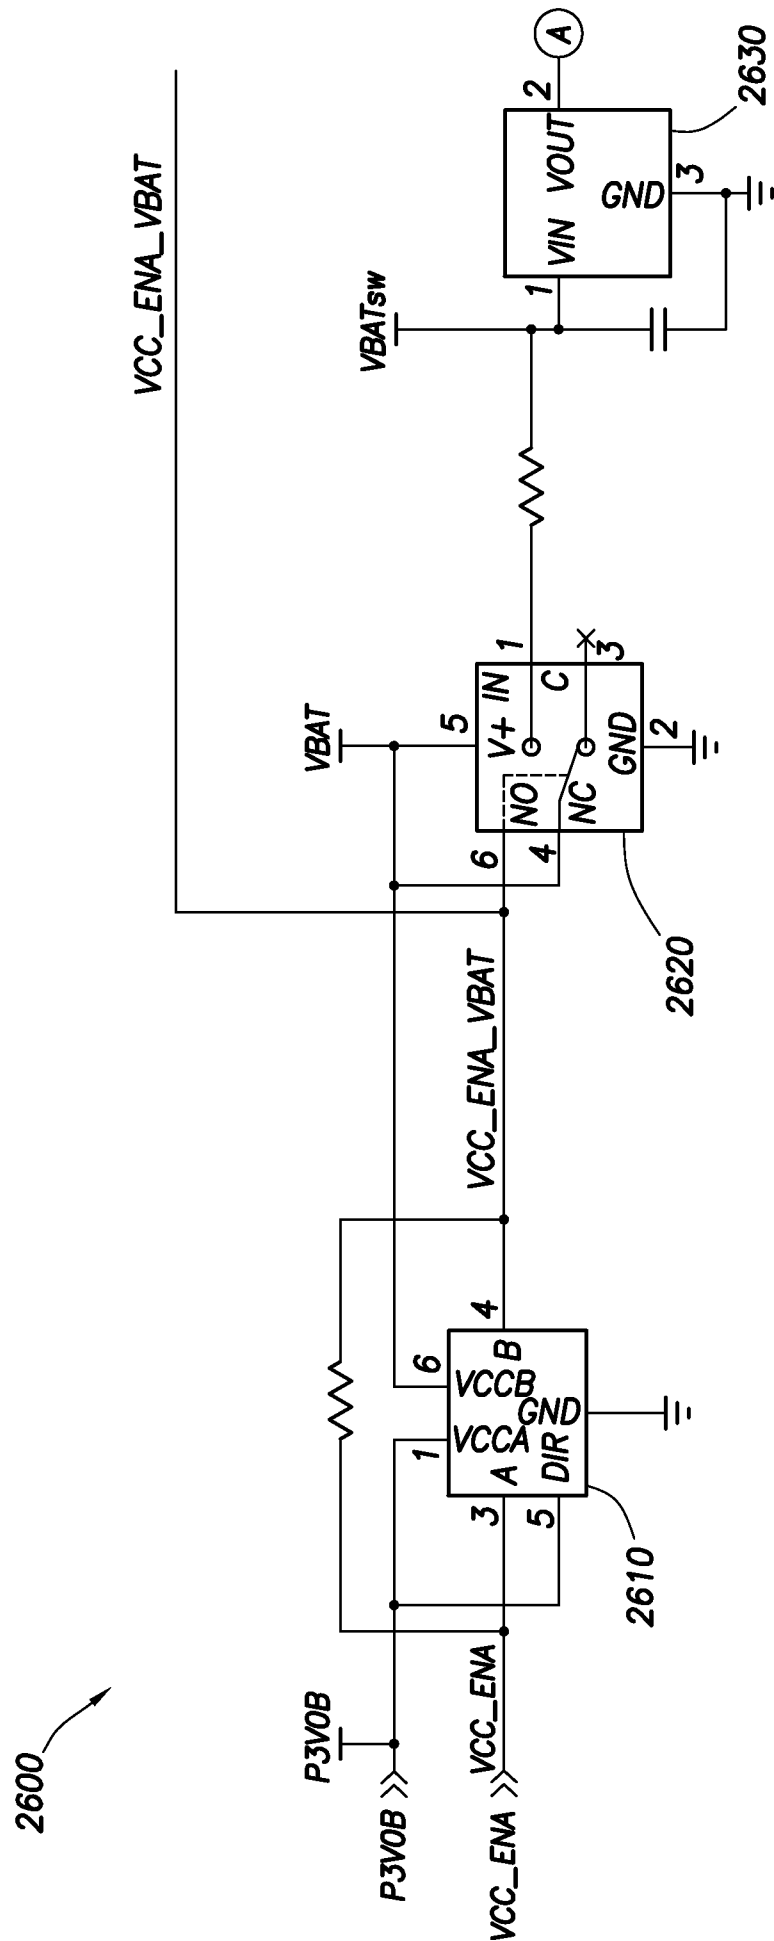 2600
P3V0B
P3V0B
VCC_ENA
VCC_ENA
1
VCCA
6
VCCB
3
A
B
4
5
DIR
GND
2610
VCC_ENA_VBAT
VCC_ENA_VBAT
VBAT
5
V+
IN
1
6
NO
4
NC
C
3
GND
2
2620
VBATsw
1
VIN
VOUT
2
A
GND
3
2630